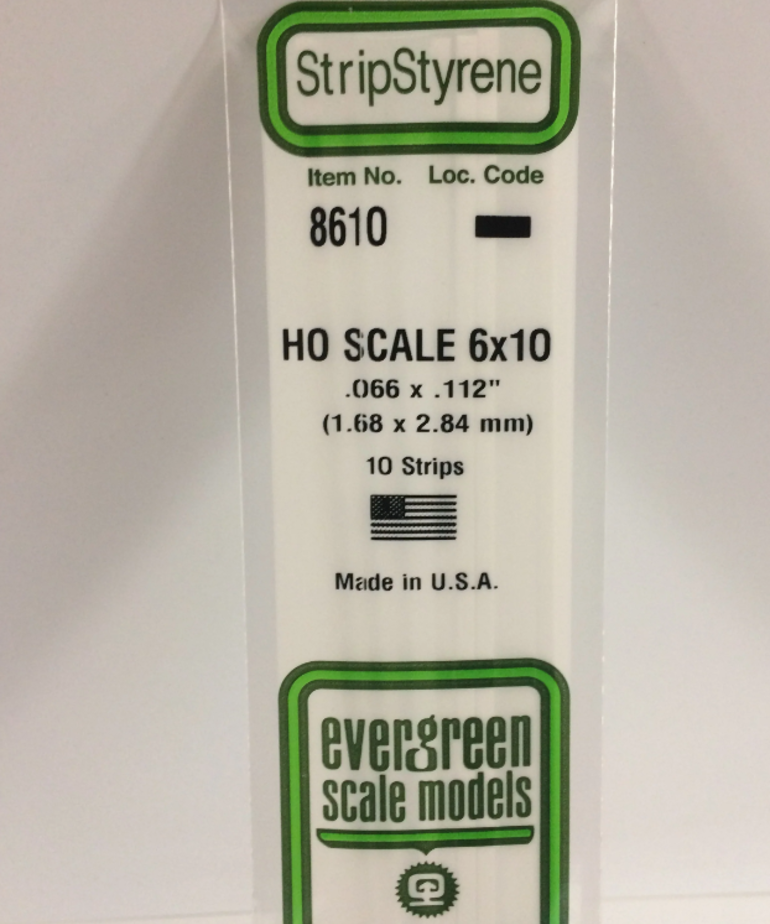 StripStyrene
Item No. Loc. Code
8610
HO SCALE 6x10
.066 x .112"
(1.68 x 2.84 mm)
10 Strips
Made in U.S.A.
evergreen
scale models